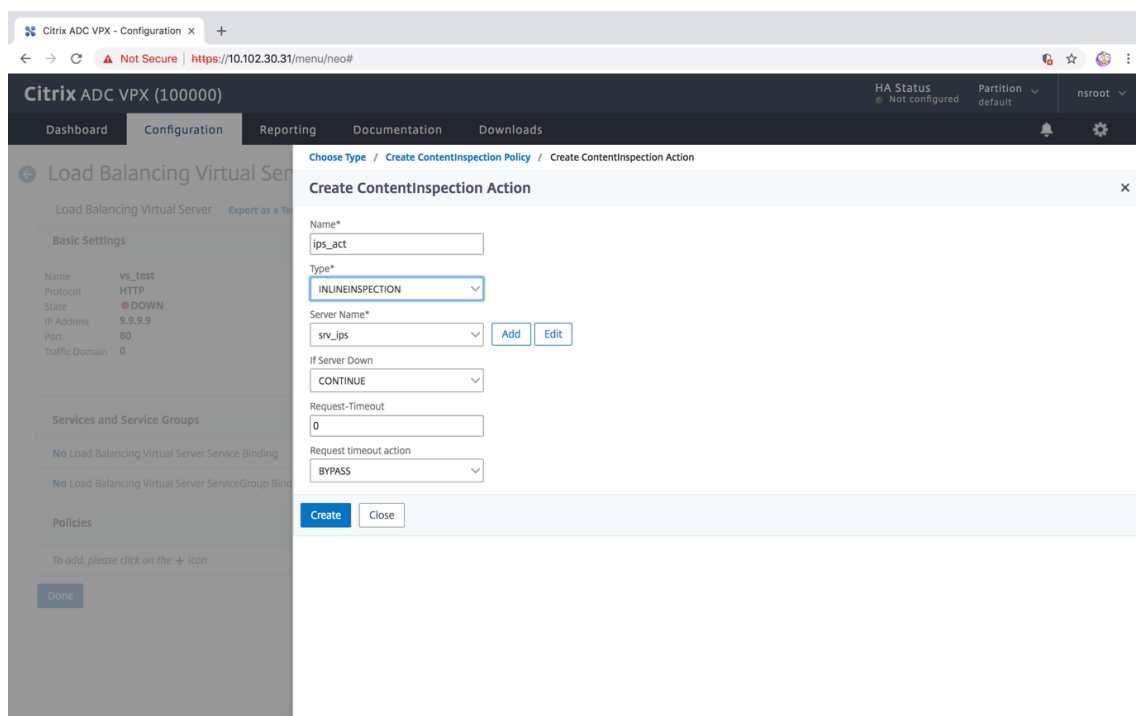 Citrix ADC VPX - Configuration × +
Not Secure | https://10.102.30.31/menu/neo#
Citrix ADC VPX (100000)
HA Status
Not configured
Partition
default
nsroot
Dashboard Configuration Reporting Documentation Downloads
Choose Type / Create ContentInspection Policy / Create ContentInspection Action
Create ContentInspection Action ×
Name*
ips_act
Type*
INLINEINSPECTION
Server Name*
srv_ips
Add Edit
If Server Down
CONTINUE
Request-Timeout
0
Request timeout action
BYPASS
Create Close
Load Balancing Virtual Ser
Load Balancing Virtual Server | Export as a Te
Basic Settings
Name vs_test
Protocol HTTP
State DOWN
IP Address 9.9.9.9
Port 80
Traffic Domain 0
Services and Service Groups
No Load Balancing Virtual Server Service Binding
No Load Balancing Virtual Server ServiceGroup Bind
Policies
To add, please click on the + icon
Done